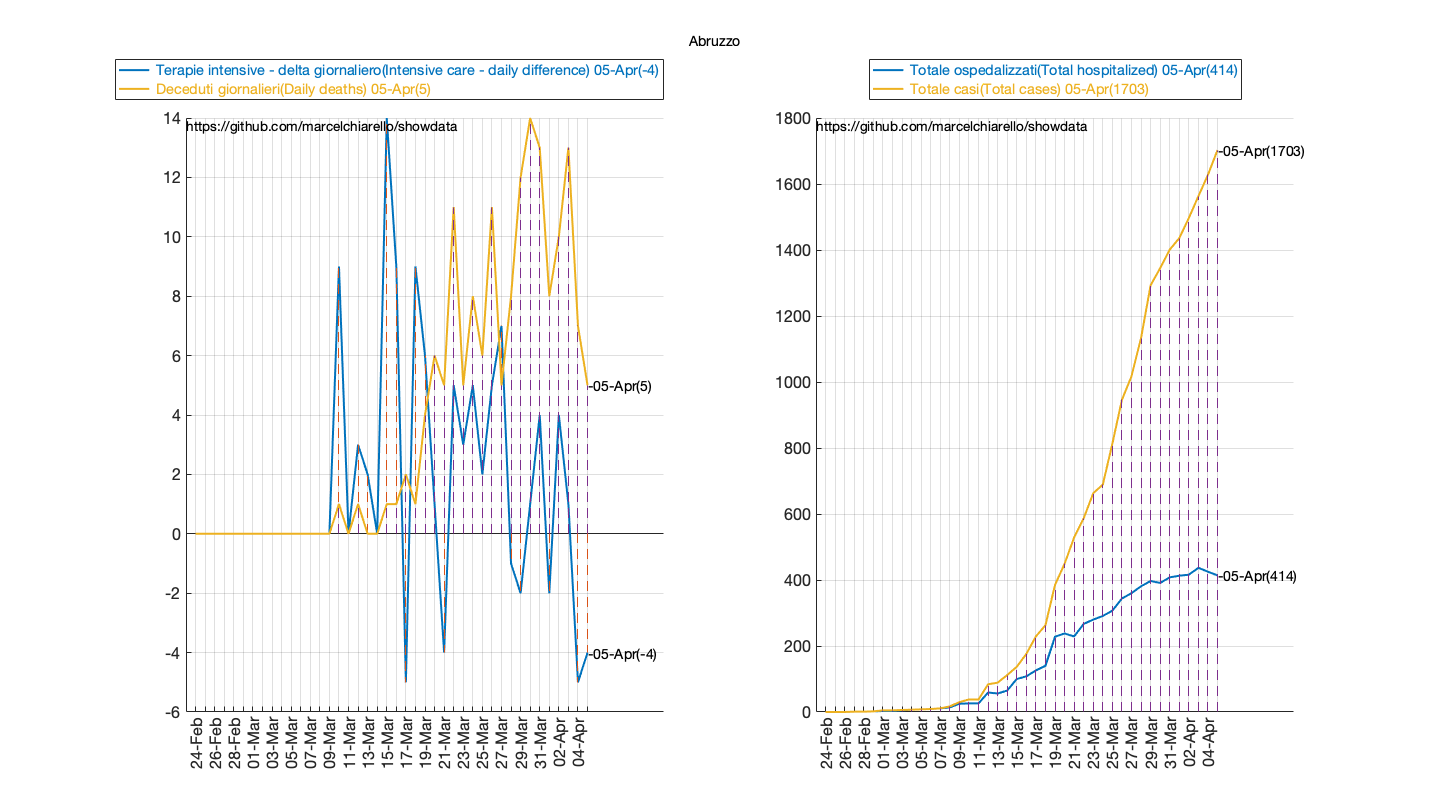 Abruzzo
Terapie intensive - delta giornaliero(Intensive care - daily difference) 05-Apr(-4)
Deceduti giornalieri(Daily deaths) 05-Apr(5)
https://github.com/marcelchiarello/showdata
14
12
10
8
6
4
2
0
-2
-4
-6
-05-Apr(5)
-05-Apr(-4)
24-Feb
26-Feb
28-Feb
01-Mar
03-Mar
05-Mar
07-Mar
09-Mar
11-Mar
13-Mar
15-Mar
17-Mar
19-Mar
21-Mar
23-Mar
25-Mar
27-Mar
29-Mar
31-Mar
02-Apr
04-Apr
Totale ospedalizzati(Total hospitalized) 05-Apr(414)
Totale casi(Total cases) 05-Apr(1703)
https://github.com/marcelchiarello/showdata
1800
1600
1400
1200
1000
800
600
400
200
0
-05-Apr(1703)
-05-Apr(414)
24-Feb
26-Feb
28-Feb
01-Mar
03-Mar
05-Mar
07-Mar
09-Mar
11-Mar
13-Mar
15-Mar
17-Mar
19-Mar
21-Mar
23-Mar
25-Mar
27-Mar
29-Mar
31-Mar
02-Apr
04-Apr